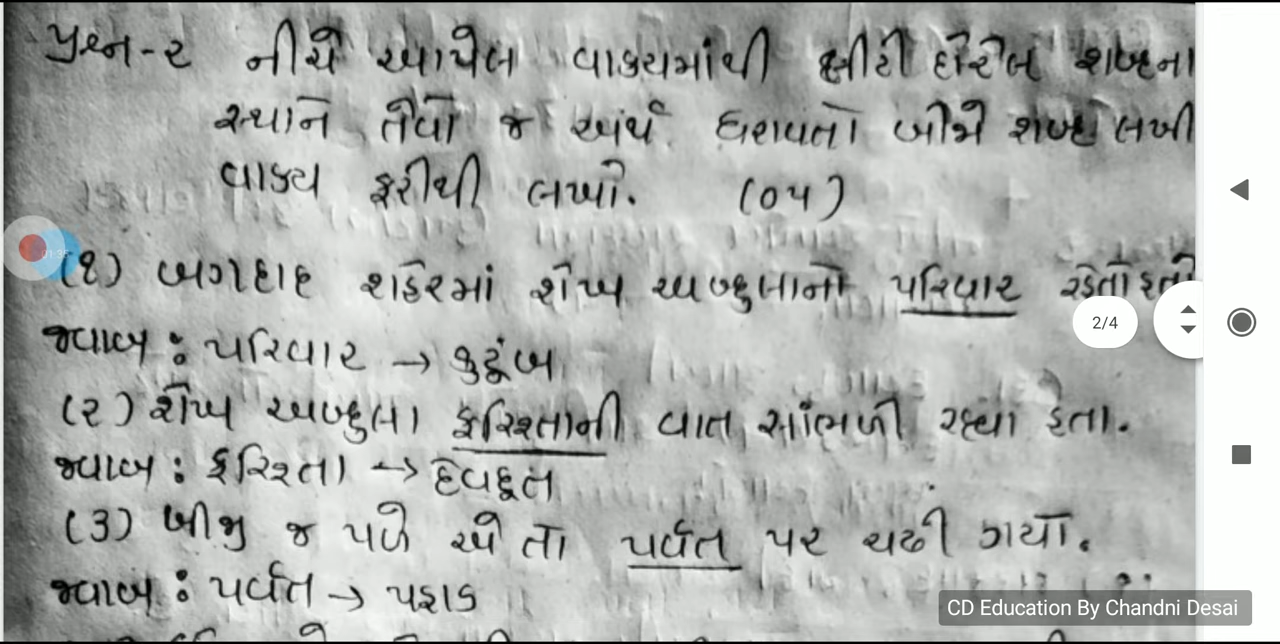 પ્રશ્ન-૨ નીચે આપેલ વાક્યમાંથી લીટી દોરેલ શબ્દના
સ્થાને તેવો જ અર્થ ધરાવતો બીજો શબ્દ લખી
વાક્ય ફરીથી લખો. (૦૫)
(૧) બગદાદ શહેરમાં શેખ અબ્દુલાનો પરિવાર રહેતો હતો
જવાબ : પરિવાર → કુટૂંબ
(૨) શેખ અબ્દુલા ફરિશ્તાની વાત સાંભળી રહ્યા હતા.
જવાબ : ફરિશ્તા → દેવદૂત
(૩) બીજી જ પળે એ તો પર્વત પર ચઢી ગયો.
જવાબ : પર્વત → પહાડ
2/4
CD Education By Chandni Desai